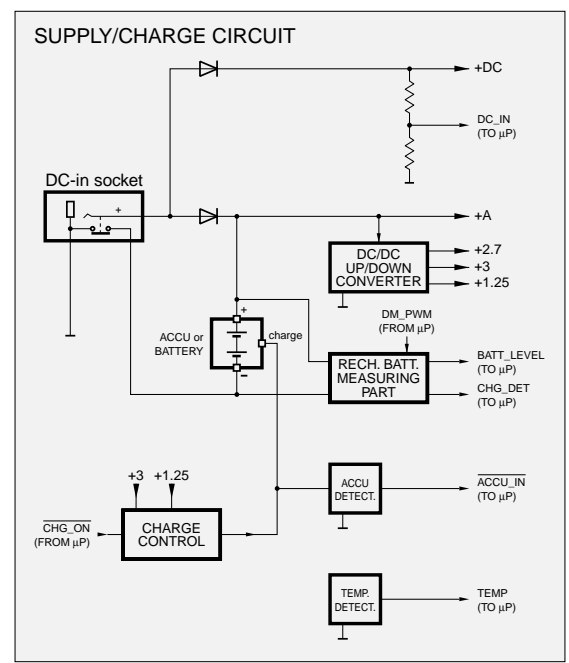 SUPPLY/CHARGE CIRCUIT
+DC
DC_IN
(TO µP)
DC-in socket
+
+A
DC/DC
UP/DOWN
CONVERTER
+2.7
+3
+1.25
DM_PWM
(FROM µP)
+
ACCU or
BATTERY
charge
–
RECH. BATT.
MEASURING
PART
BATT_LEVEL
(TO µP)
CHG_DET
(TO µP)
+3 +1.25
CHG_ON
(FROM µP)
CHARGE
CONTROL
ACCU
DETECT.
ACCU_IN
(TO µP)
TEMP.
DETECT.
TEMP
(TO µP)